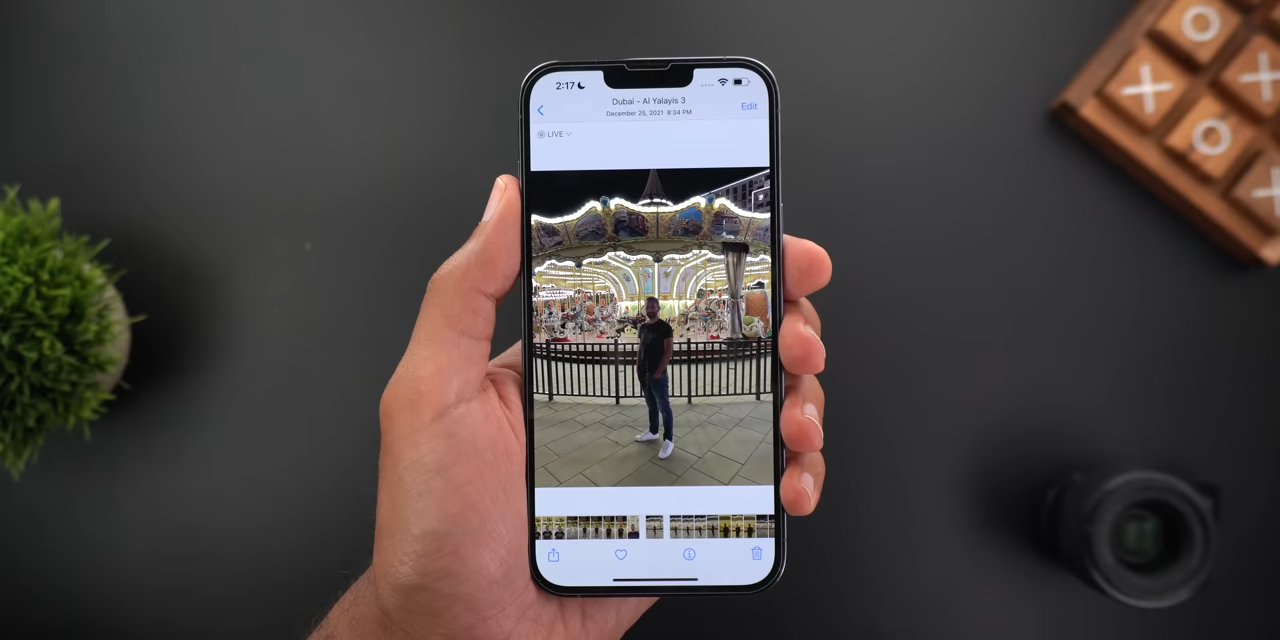 2:17
Dubai - Al Yalayis 3
December 25, 2021 8:34 PM
Edit
LIVE
O
X
X
O
X